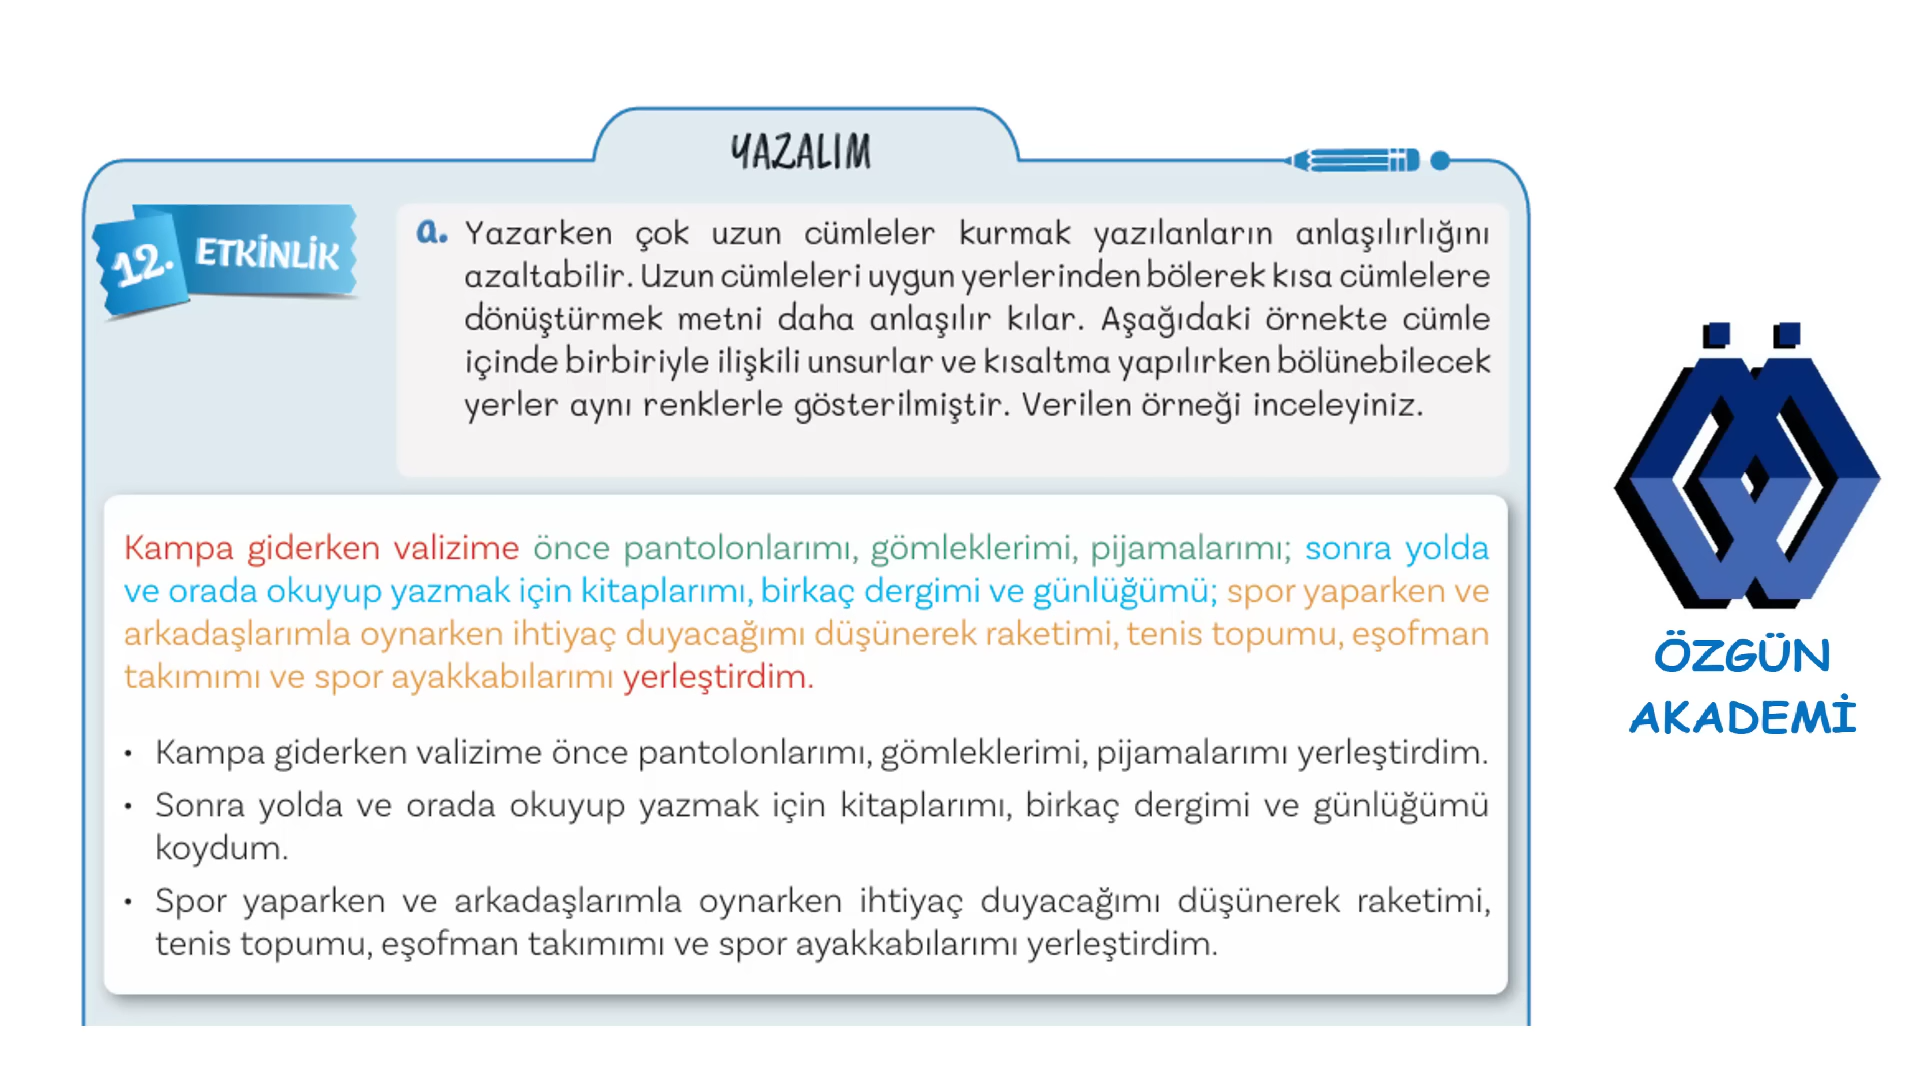 YAZALIM
12. ETKİNLİK
a. Yazarken çok uzun cümleler kurmak yazılanların anlaşılırlığını
azaltabilir. Uzun cümleleri uygun yerlerinden bölerek kısa cümlelere
dönüştürmek metni daha anlaşılır kılar. Aşağıdaki örnekte cümle
içinde birbiriyle ilişkili unsurlar ve kısaltma yapılırken bölünebilecek
yerler aynı renklerle gösterilmiştir. Verilen örneği inceleyiniz.
Kampa giderken valizime önce pantolonlarımı, gömleklerimi, pijamalarımı; sonra yolda
ve orada okuyup yazmak için kitaplarımı, birkaç dergimi ve günlüğümü; spor yaparken ve
arkadaşlarımla oynarken ihtiyaç duyacağımı düşünerek raketimi, tenis topumu, eşofman
takımımı ve spor ayakkabılarımı yerleştirdim.
• Kampa giderken valizime önce pantolonlarımı, gömleklerimi, pijamalarımı yerleştirdim.
• Sonra yolda ve orada okuyup yazmak için kitaplarımı, birkaç dergimi ve günlüğümü
koydum.
• Spor yaparken ve arkadaşlarımla oynarken ihtiyaç duyacağımı düşünerek raketimi,
tenis topumu, eşofman takımımı ve spor ayakkabılarımı yerleştirdim.
ÖZGÜN
AKADEMİ